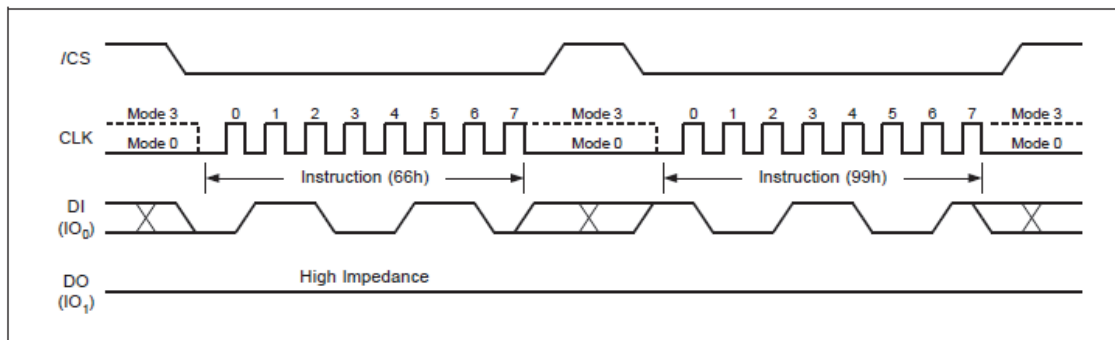 /CS
Mode 3 0 1 2 3 4 5 6 7 Mode 3 0 1 2 3 4 5 6 7 Mode 3
CLK
Mode 0 Mode 0 Mode 0
Instruction (66h) Instruction (99h)
DI
(IO0)
High Impedance
DO
(IO1)